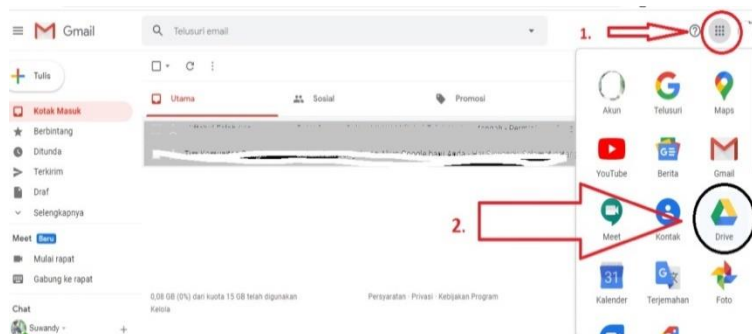 Gmail
Telusuri email
1.
Tulis
Utama
Sosial
Promosi
Kotak Masuk
Berbintang
Ditunda
Terkirim
Draf
Selengkapnya
Meet Baru
Mulai rapat
Gabung ke rapat
Chat
Suwandy
0,08 GB (0%) dari kuota 15 GB telah digunakan
Kelola
Persyaratan · Privasi · Kebijakan Program
2.
Akun
Telusuri
Maps
YouTube
Berita
Gmail
Meet
Kontak
Drive
31
Kalender
Terjemahan
Foto